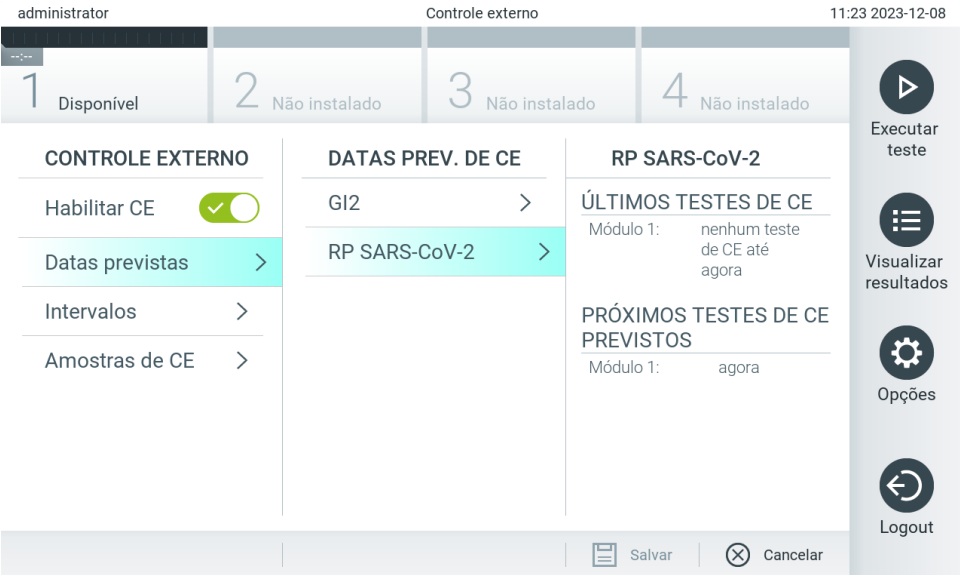 administrator
Controle externo
11:23 2023-12-08
--:--
1 Disponível
2 Não instalado
3 Não instalado
4 Não instalado
CONTROLE EXTERNO
Habilitar CE
Datas previstas
Intervalos
Amostras de CE
DATAS PREV. DE CE
GI2
RP SARS-CoV-2
RP SARS-CoV-2
ÚLTIMOS TESTES DE CE
Módulo 1: nenhum teste
de CE até
agora
PRÓXIMOS TESTES DE CE
PREVISTOS
Módulo 1: agora
Executar
teste
Visualizar
resultados
Opções
Logout
Salvar
Cancelar